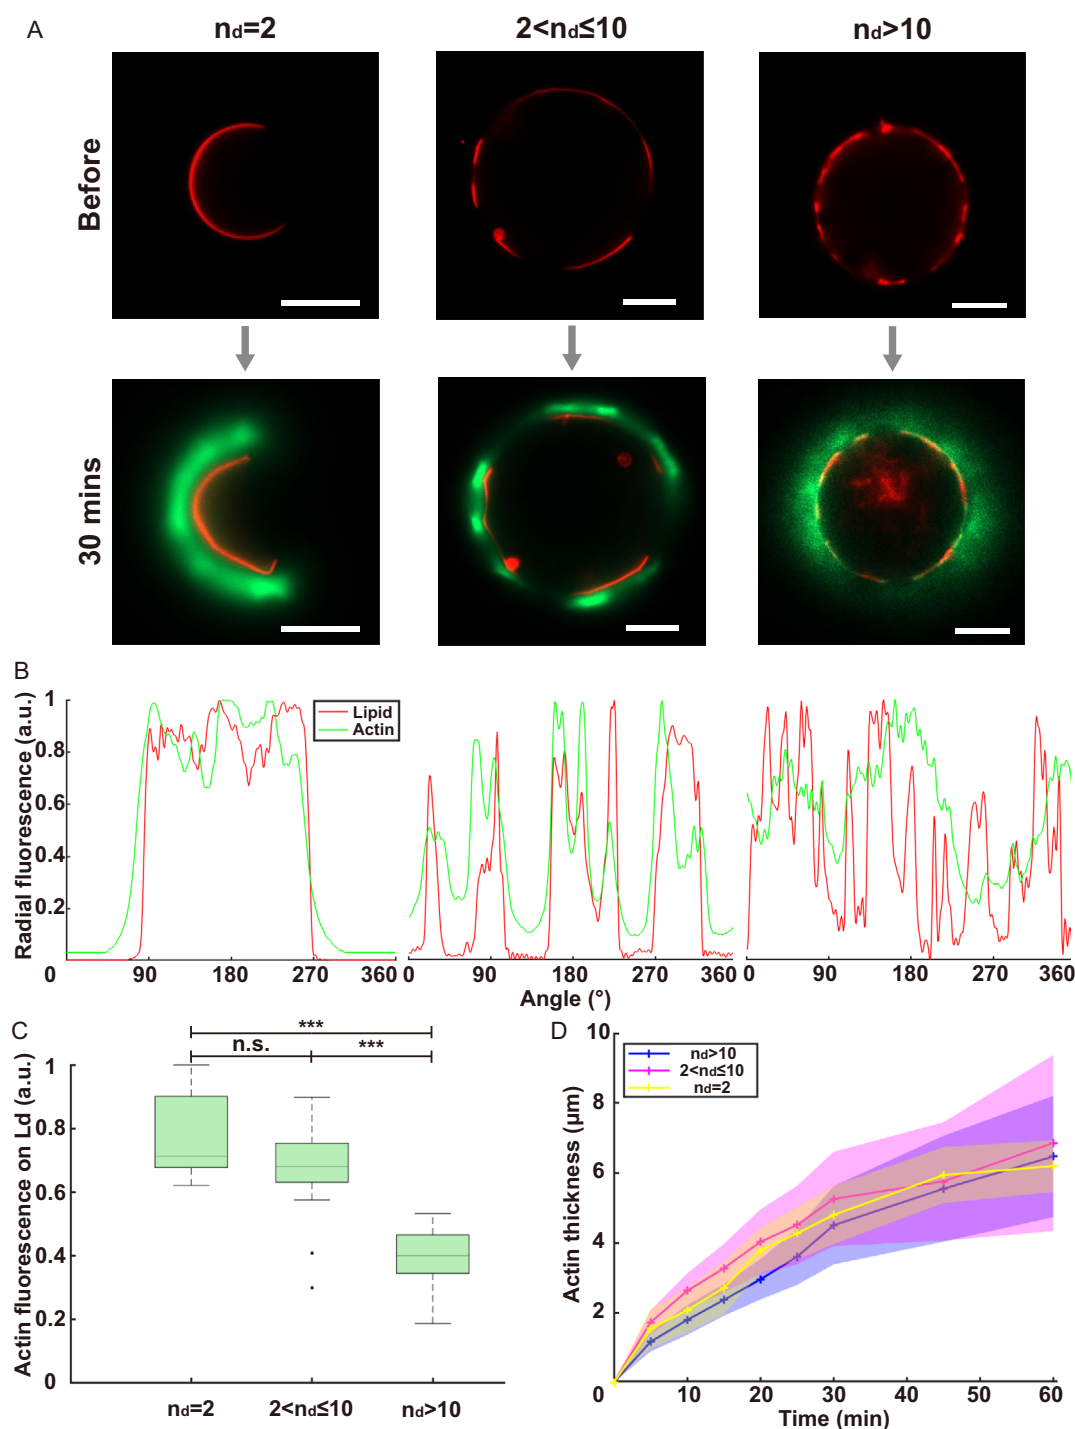 A
nd=2
2<nd≤10
nd>10
Before
30 mins
B
Radial fluorescence (a.u.)
1
0.8
0.6
0.4
0.2
Lipid
Actin
0 90 180 270 360
0 90 180 270 360
0 90 180 270 360
Angle (°)
C
Actin fluorescence on Ld (a.u.)
1
0.8
0.6
0.4
0.2
0
***
n.s.
***
nd=2
2<nd≤10
nd>10
D
Actin thickness (µm)
10
8
6
4
2
0
nd>10
2<nd≤10
nd=2
10 20 30 40 50 60
Time (min)